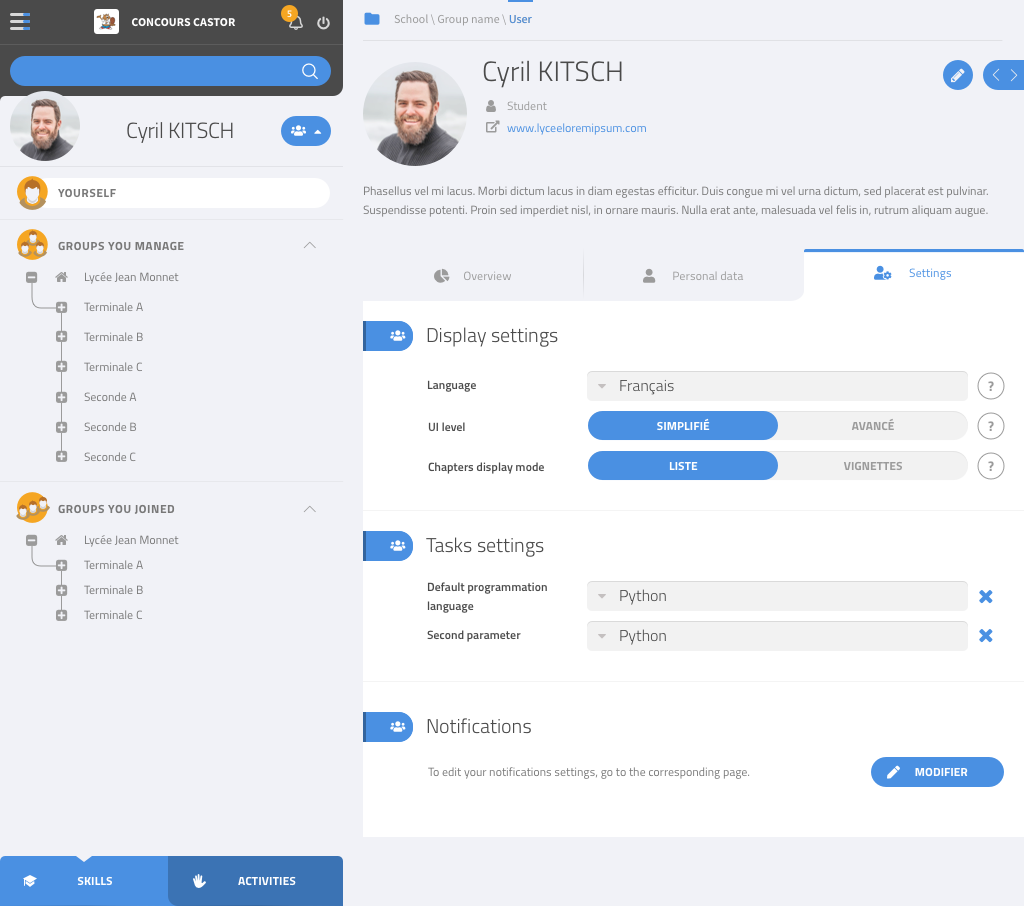 CONCOURS CASTOR
5
Cyril KITSCH
YOURSELF
GROUPS YOU MANAGE
Lycée Jean Monnet
Terminale A
Terminale B
Terminale C
Seconde A
Seconde B
Seconde C
GROUPS YOU JOINED
Lycée Jean Monnet
Terminale A
Terminale B
Terminale C
SKILLS
ACTIVITIES
School \ Group name \ User
Cyril KITSCH
Student
www.lyceeloremipsum.com
Phasellus vel mi lacus. Morbi dictum lacus in diam egestas efficitur. Duis congue mi vel urna dictum, sed placerat est pulvinar.
Suspendisse potenti. Proin sed imperdiet nisl, in ornare mauris. Nulla erat ante, malesuada vel felis in, rutrum aliquam augue.
Overview
Personal data
Settings
Display settings
Language
Français
?
UI level
SIMPLIFIÉ
AVANCÉ
?
Chapters display mode
LISTE
VIGNETTES
?
Tasks settings
Default programmation
language
Python
Second parameter
Python
Notifications
To edit your notifications settings, go to the corresponding page.
MODIFIER